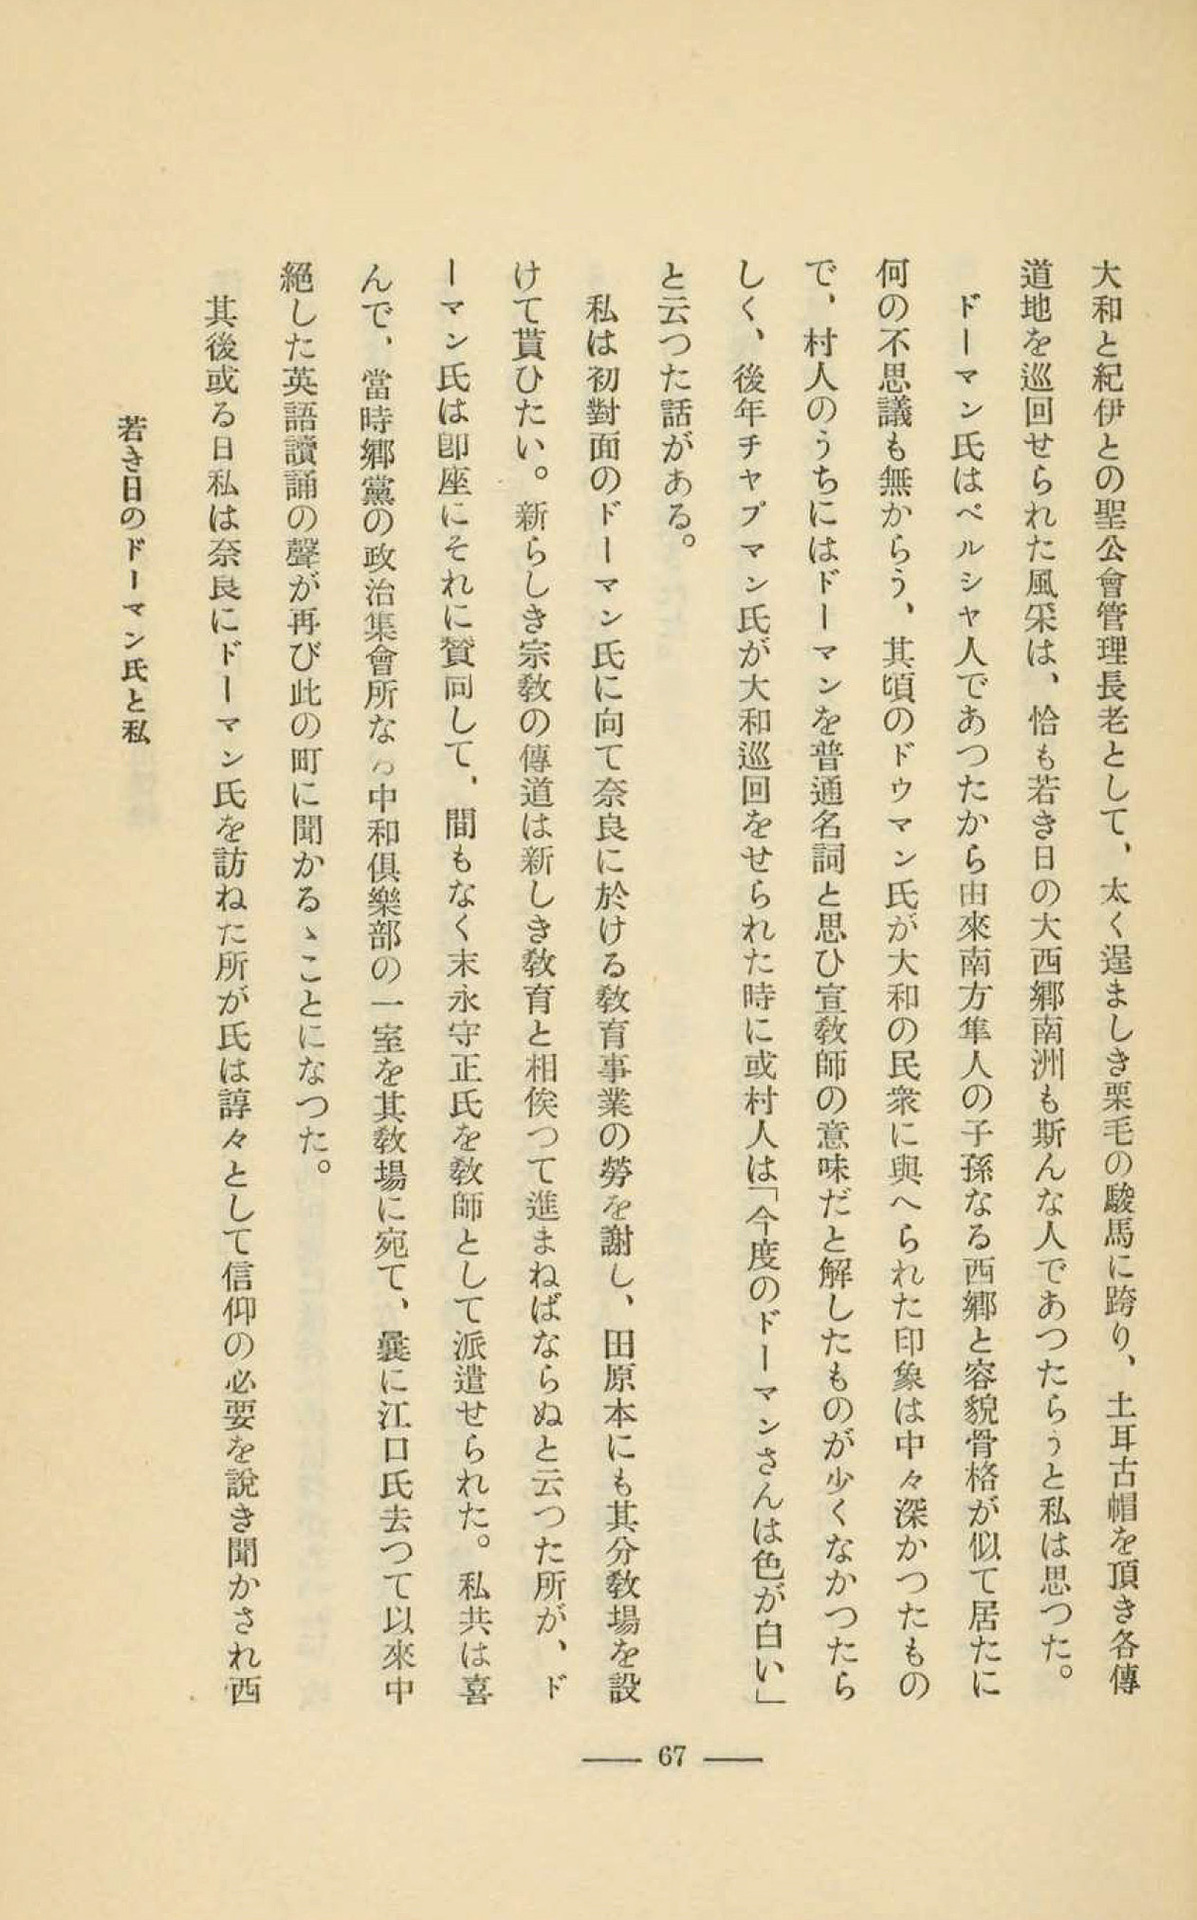 大和と紀伊との聖公會管理長老として、太く逞ましき栗毛の駿馬に跨り、土耳古帽を頂き各傳
道地を巡回せられた風采は、恰も若き日の大西郷南洲も斯んな人であつたらうと私は思つた。
ドーマン氏はペルシヤ人であつたから由來南方隼人の子孫なる西郷と容貌骨格が似て居たに
何の不思議も無からう、其頃のドウマン氏が大和の民衆に與へられた印象は中々深かつたもの
で、村人のうちにはドーマンを普通名詞と思ひ宣敎師の意味だと解したものが少くなかつたら
しく、後年チャプマン氏が大和巡回をせられた時に或村人は「今度のドーマンさんは色が白い」
と云つた話がある。
私は初對面のドーマン氏に向て奈良に於ける敎育事業の勞を謝し、田原本にも其分敎場を設
けて貰ひたい。新らしき宗敎の傳道は新しき敎育と相俟つて進まねばならぬと云つた所が、ド
ーマン氏は卽座にそれに賛同して、間もなく末永守正氏を敎師として派遣せられた。私共は喜
んで、當時郷黨の政治集會所なつ中和倶樂部の一室を其敎場に宛て、曩に江口氏去つて以來中
絕した英語讀誦の聲が再び此の町に聞かるゝことになつた。
其後或る日私は奈良にドーマン氏を訪ねた所が氏は諄々として信仰の必要を說き聞かされ西
若き日のドーマン氏と私
67